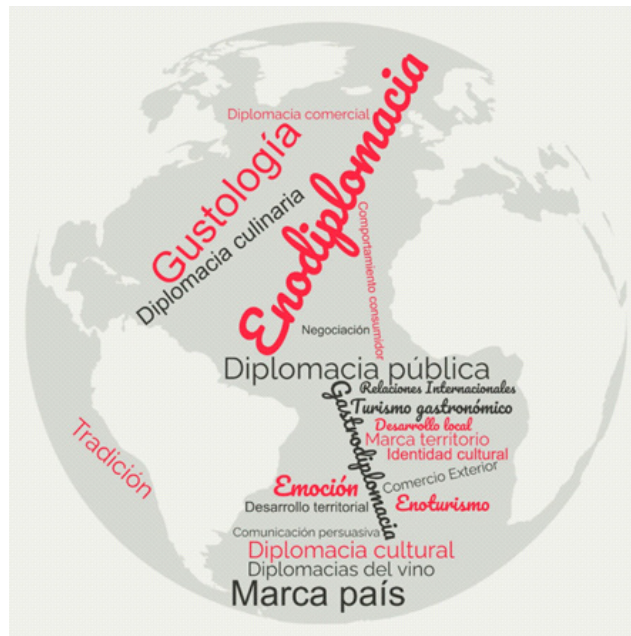 Enodiplomacia
Diplomacia comercial
Gustología
Diplomacia culinaria
Comportamiento consumidor
Negociación
Diplomacia pública
Relaciones Internacionales
Gastrodiplomacia
Turismo gastronómico
Desarrollo local
Marca territorio
Identidad cultural
Tradición
Comercio Exterior
Emoción
Enoturismo
Desarrollo territorial
Comunicación persuasiva
Diplomacia cultural
Diplomacias del vino
Marca país